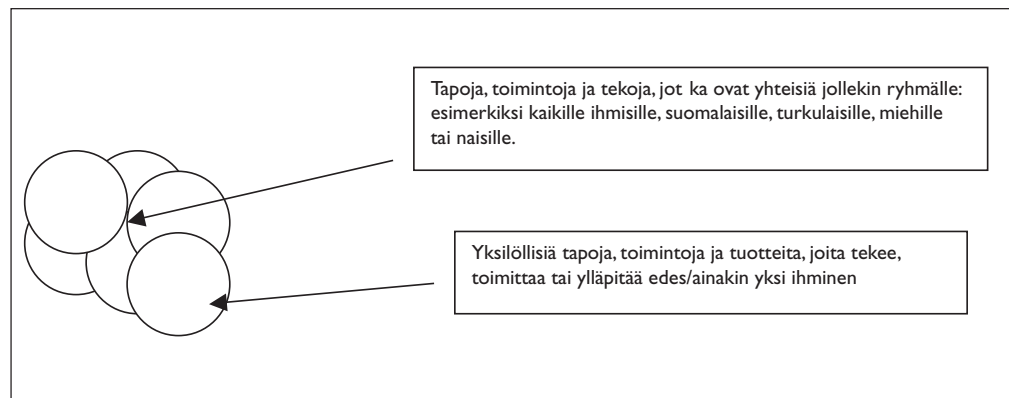 Tapoja, toimintoja ja tekoja, jot ka ovat yhteisiä jollekin ryhmälle:
esimerkiksi kaikille ihmisille, suomalaisille, turkulaisille, miehille
tai naisille.
Yksilöllisiä tapoja, toimintoja ja tuotteita, joita tekee,
toimittaa tai ylläpitää edes/ainakin yksi ihminen